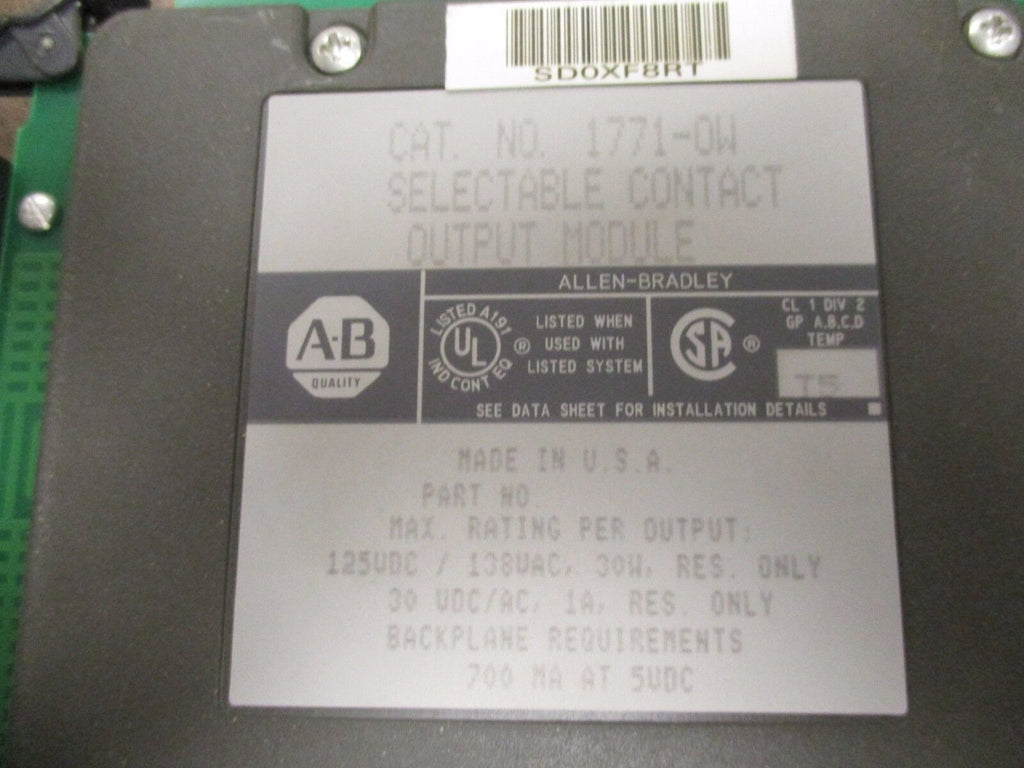 SD0XF8RT
CAT. NO. 1771-OW
SELECTABLE CONTACT
OUTPUT MODULE
ALLEN-BRADLEY
A-B
QUALITY
LISTED A191
UL
IND CONT EQ
®
LISTED WHEN
USED WITH
LISTED SYSTEM
SA
®
CL 1 DIV 2
GP A,B,C,D
TEMP
T5
SEE DATA SHEET FOR INSTALLATION DETAILS
MADE IN U.S.A.
PART NO.
MAX. RATING PER OUTPUT:
125VDC / 138VAC, 30W, RES. ONLY
30 VDC/AC, 1A, RES. ONLY
BACKPLANE REQUIREMENTS
700 MA AT 5VDC